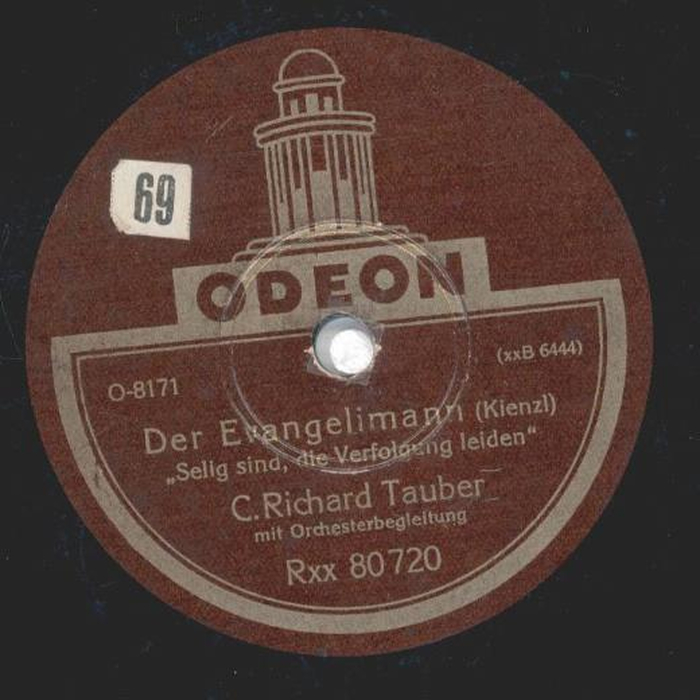 69
ODEON
O-8171
(xxB 6444)
Der Evangelimann (Kienzl)
„Selig sind, die Verfolgung leiden“
C. Richard Tauber
mit Orchesterbegleitung
Rxx 80720